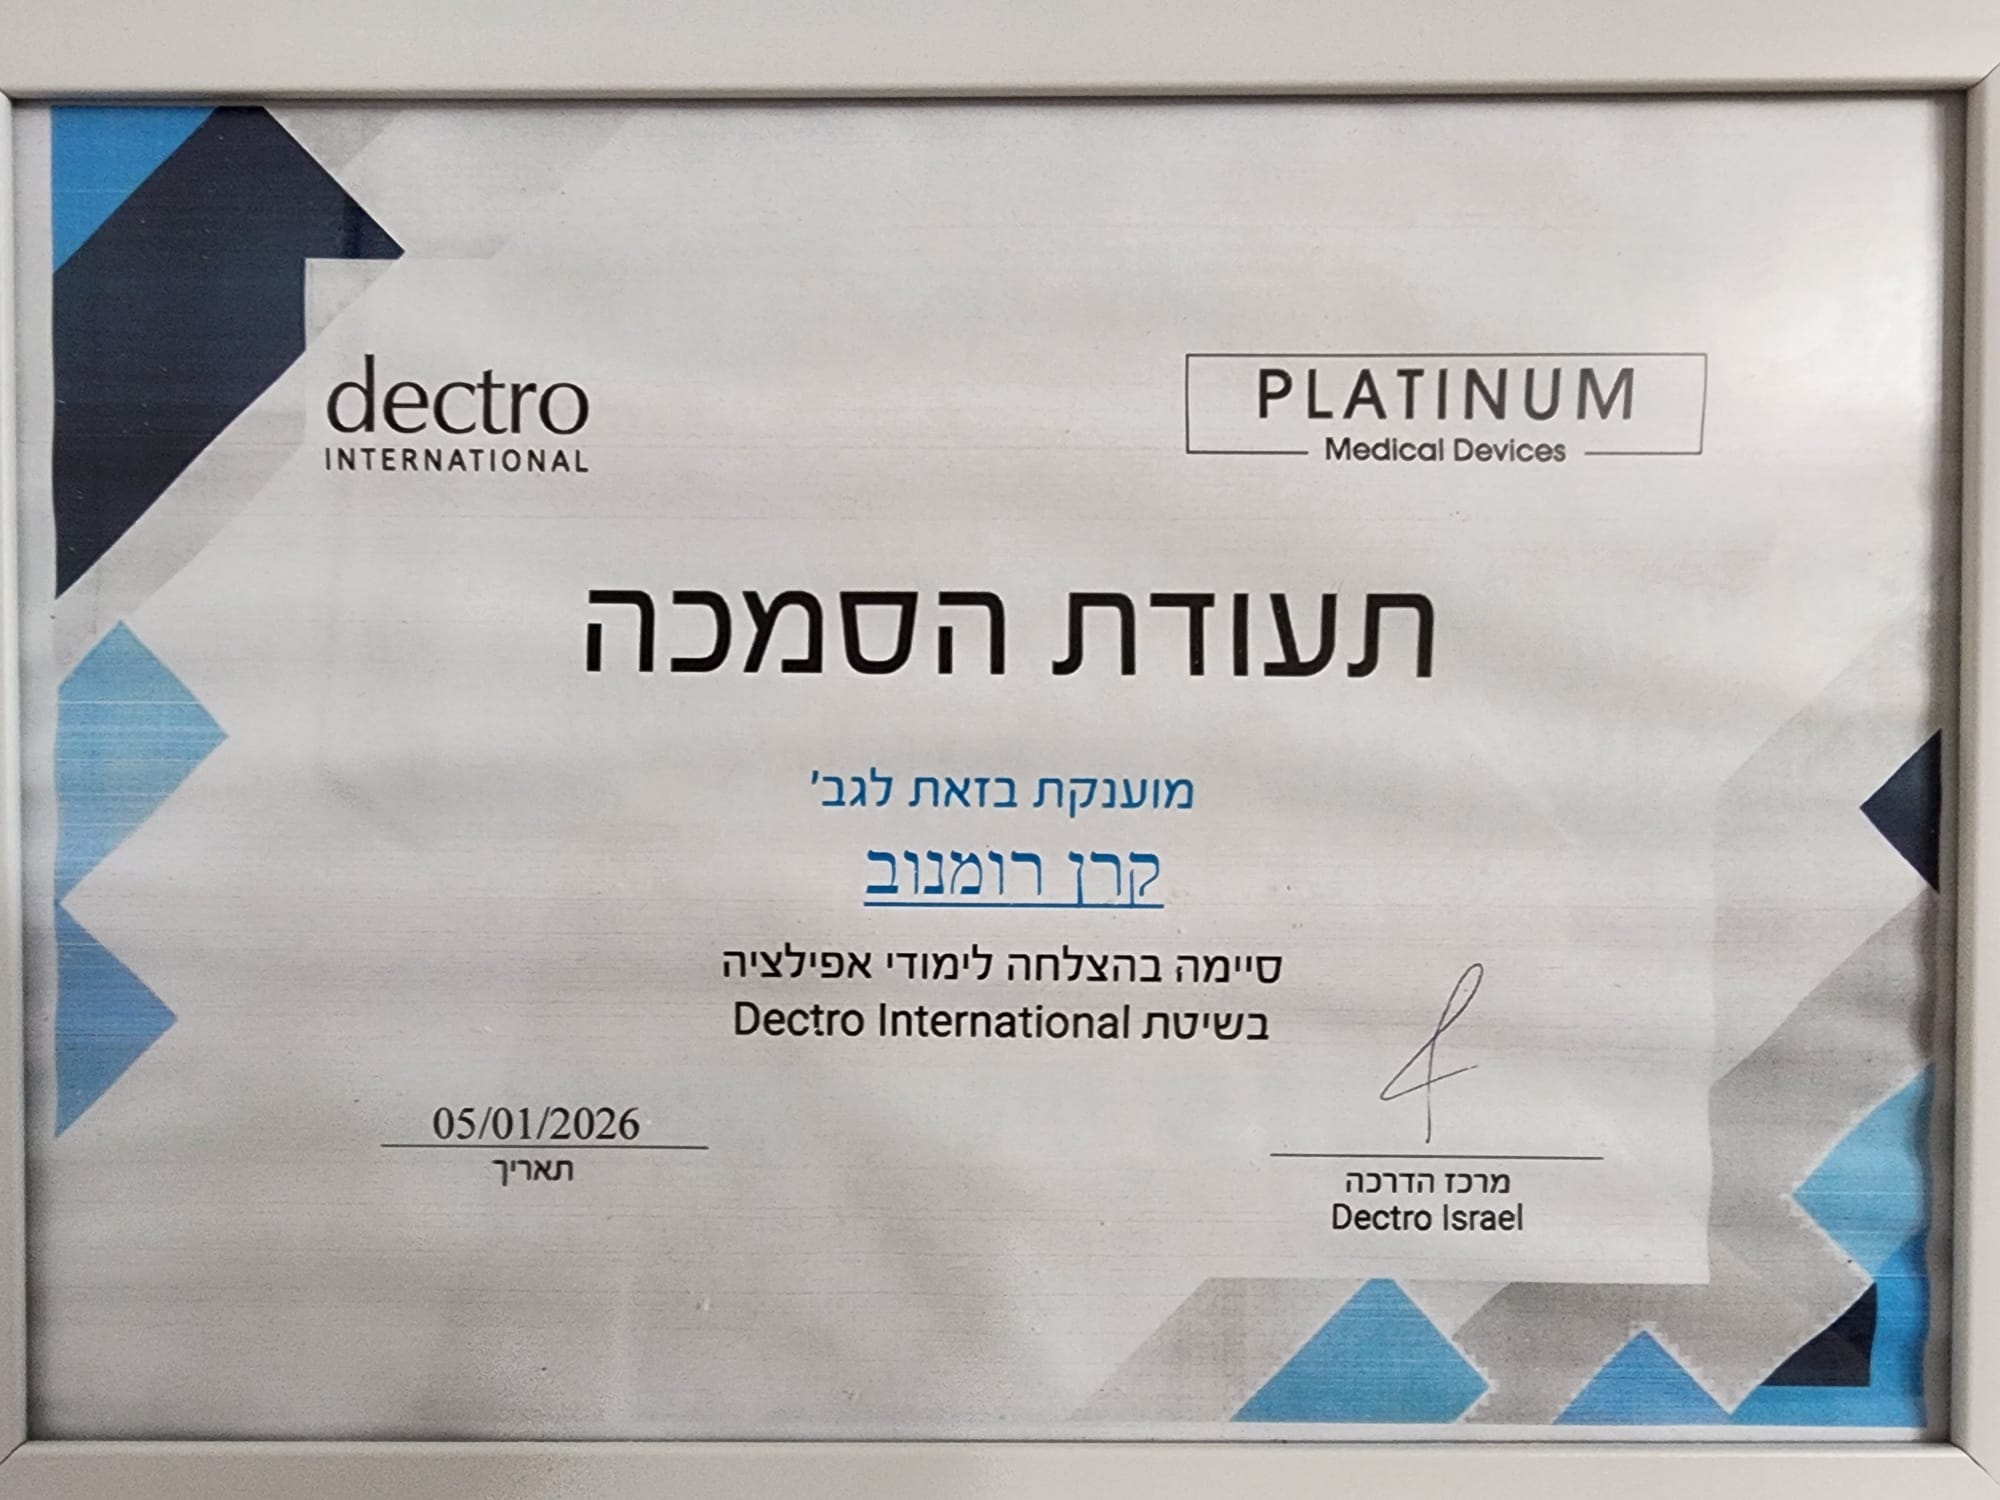 dectro
INTERNATIONAL
PLATINUM
Medical Devices
תעודת הסמכה
מוענקת בזאת לגב'
קרן רומנוב
סיימה בהצלחה לימודי אפילציה
בשיטת Dectro International
05/01/2026
תאריך
מרכז הדרכה
Dectro Israel